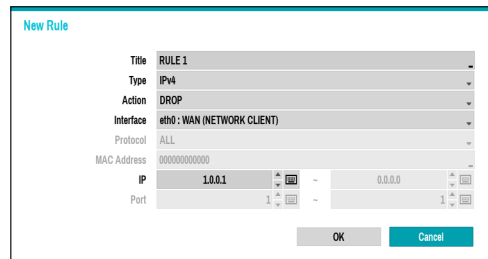 New Rule
Title RULE 1
Type IPv4
Action DROP
Interface eth0 : WAN (NETWORK CLIENT)
Protocol ALL
MAC Address 000000000000
IP 1.0.0.1 ~ 0.0.0.0
Port 1 ~ 1
OK Cancel